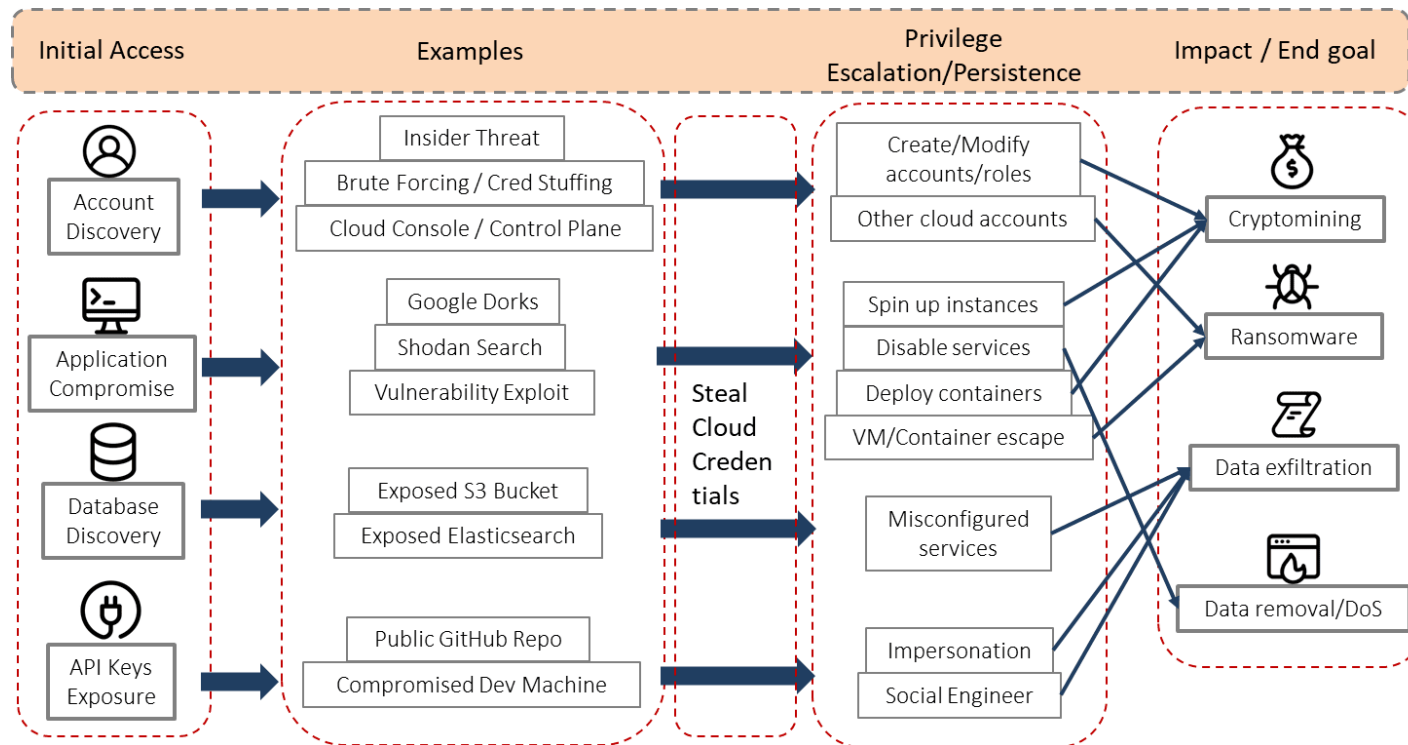 Initial Access
Examples
Privilege
Escalation/Persistence
Impact / End goal
Account
Discovery
Application
Compromise
Database
Discovery
API Keys
Exposure
Insider Threat
Brute Forcing / Cred Stuffing
Cloud Console / Control Plane
Google Dorks
Shodan Search
Vulnerability Exploit
Exposed S3 Bucket
Exposed Elasticsearch
Public GitHub Repo
Compromised Dev Machine
Steal
Cloud
Creden
tials
Create/Modify
accounts/roles
Other cloud accounts
Spin up instances
Disable services
Deploy containers
VM/Container escape
Misconfigured
services
Impersonation
Social Engineer
$
Cryptomining
Ransomware
Data exfiltration
Data removal/DoS